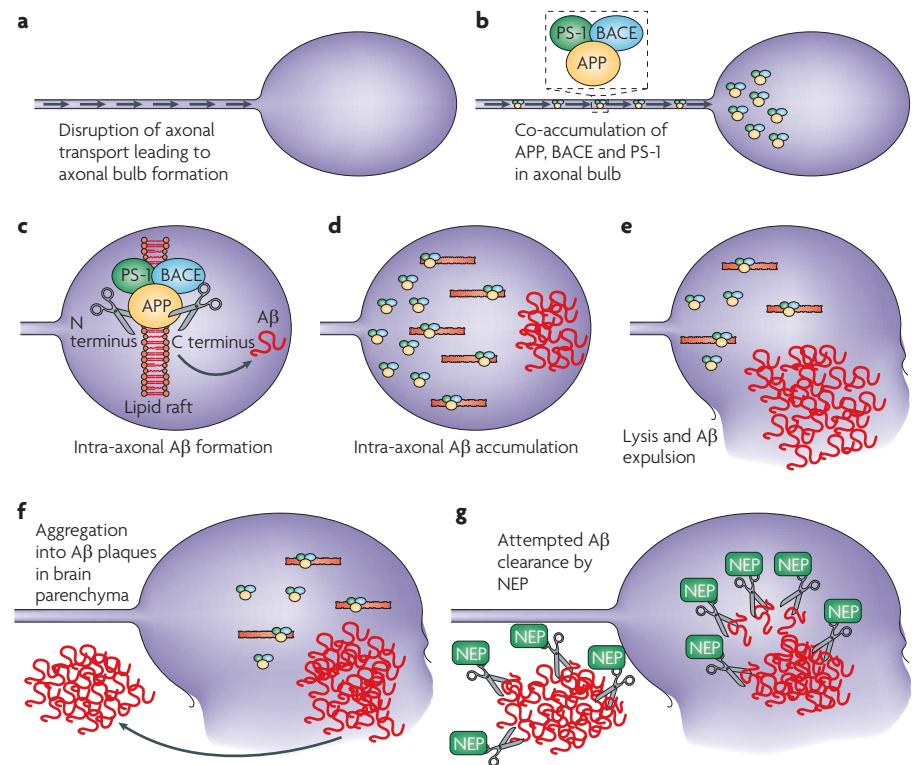 a
Disruption of axonal
transport leading to
axonal bulb formation
b
PS-1 BACE
APP
Co-accumulation of
APP, BACE and PS-1
in axonal bulb
c
PS-1 BACE
APP
N
terminus
C terminus
Aβ
Lipid raft
Intra-axonal Aβ formation
d
Intra-axonal Aβ accumulation
e
Lysis and Aβ
expulsion
f
Aggregation
into Aβ plaques
in brain
parenchyma
g
Attempted Aβ
clearance by
NEP
NEP
NEP
NEP
NEP
NEP
NEP
NEP
NEP
NEP